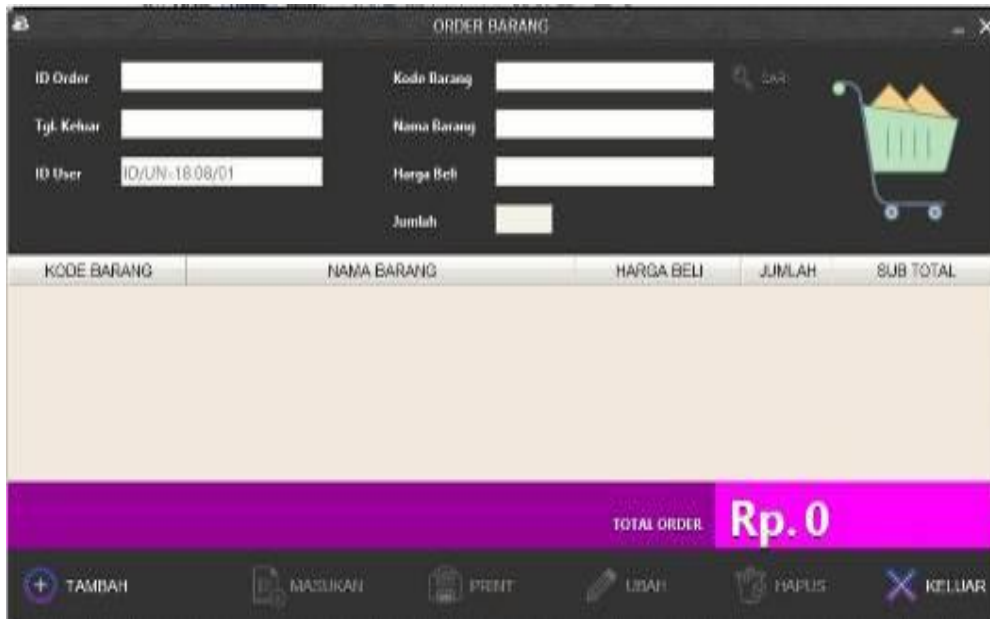 ORDER BARANG
ID Order
Kode Barang
CARI
Tgl. Keluar
Nama Barang
ID User
ID/UN-18.08/01
Harga Beli
Jumlah
KODE BARANG NAMA BARANG HARGA BELI JUMLAH SUB TOTAL
TOTAL ORDER Rp. 0
TAMBAH MASUKAN PRINT UBAH HAPUS KELUAR